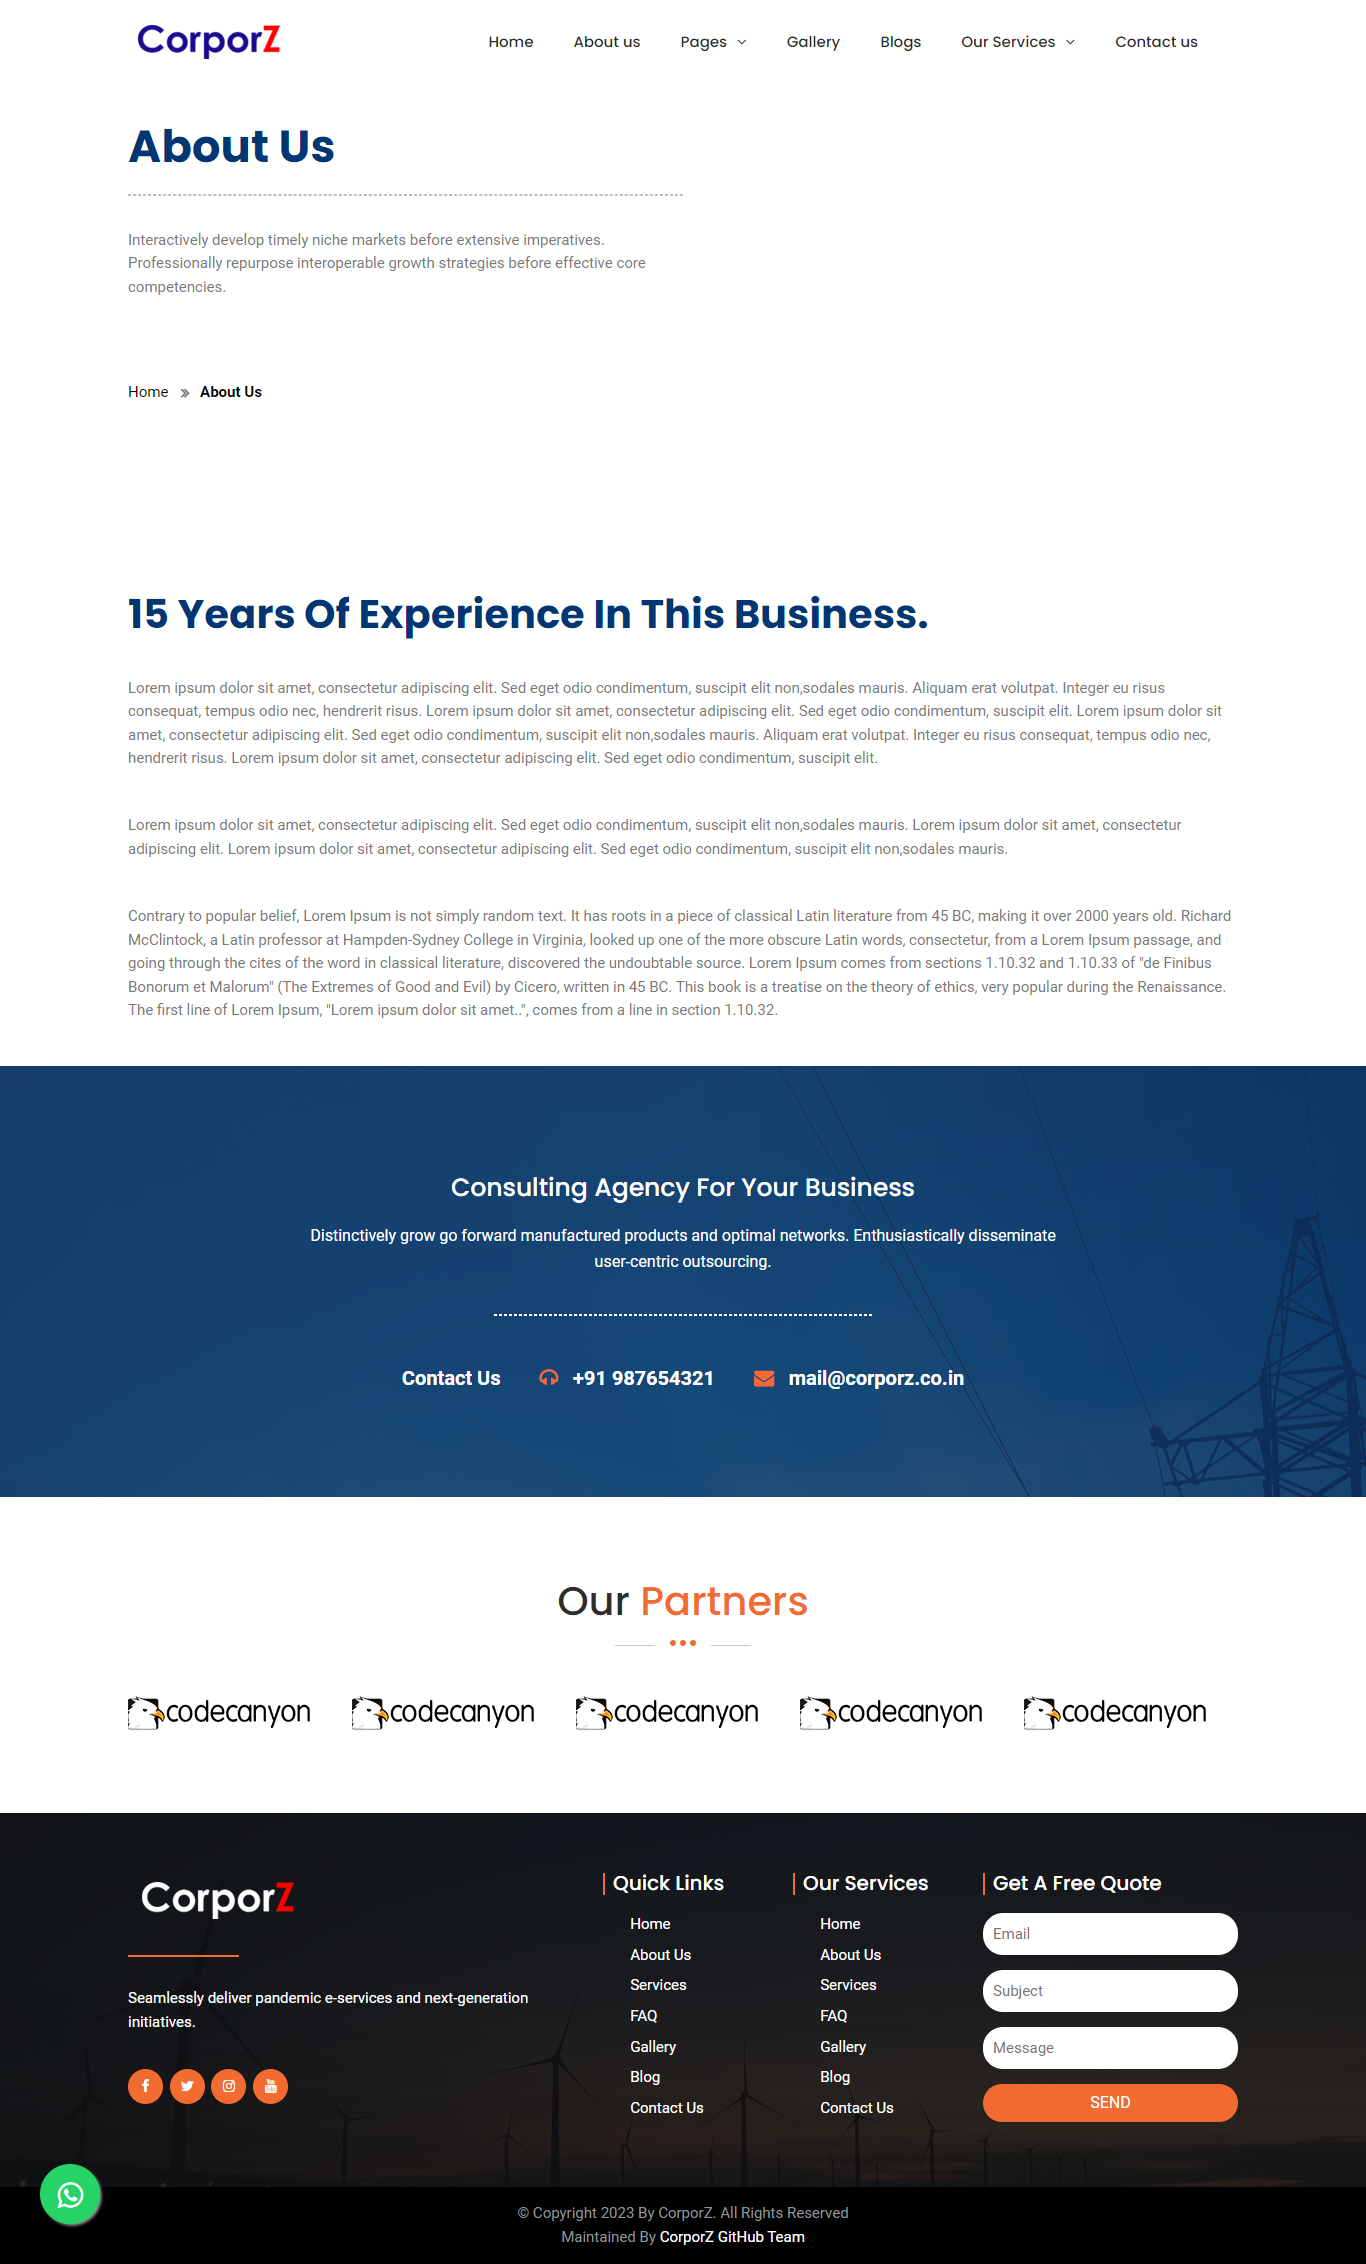 CorporZ
Home About us Pages Gallery Blogs Our Services Contact us
About Us
Interactively develop timely niche markets before extensive imperatives.
Professionally repurpose interoperable growth strategies before effective core
competencies.
Home About Us
15 Years Of Experience In This Business.
Lorem ipsum dolor sit amet, consectetur adipiscing elit. Sed eget odio condimentum, suscipit elit non,sodales mauris. Aliquam erat volutpat. Integer eu risus
consequat, tempus odio nec, hendrerit risus. Lorem ipsum dolor sit amet, consectetur adipiscing elit. Sed eget odio condimentum, suscipit elit. Lorem ipsum dolor sit
amet, consectetur adipiscing elit. Sed eget odio condimentum, suscipit elit non,sodales mauris. Aliquam erat volutpat. Integer eu risus consequat, tempus odio nec,
hendrerit risus. Lorem ipsum dolor sit amet, consectetur adipiscing elit. Sed eget odio condimentum, suscipit elit.
Lorem ipsum dolor sit amet, consectetur adipiscing elit. Sed eget odio condimentum, suscipit elit non,sodales mauris. Lorem ipsum dolor sit amet, consectetur
adipiscing elit. Lorem ipsum dolor sit amet, consectetur adipiscing elit. Sed eget odio condimentum, suscipit elit non,sodales mauris.
Contrary to popular belief, Lorem Ipsum is not simply random text. It has roots in a piece of classical Latin literature from 45 BC, making it over 2000 years old. Richard
McClintock, a Latin professor at Hampden-Sydney College in Virginia, looked up one of the more obscure Latin words, consectetur, from a Lorem Ipsum passage, and
going through the cites of the word in classical literature, discovered the undoubtable source. Lorem Ipsum comes from sections 1.10.32 and 1.10.33 of "de Finibus
Bonorum et Malorum" (The Extremes of Good and Evil) by Cicero, written in 45 BC. This book is a treatise on the theory of ethics, very popular during the Renaissance.
The first line of Lorem Ipsum, "Lorem ipsum dolor sit amet..", comes from a line in section 1.10.32.
Consulting Agency For Your Business
Distinctively grow go forward manufactured products and optimal networks. Enthusiastically disseminate
user-centric outsourcing.
Contact Us +91 987654321 mail@corporz.co.in
Our Partners
codecanyon codecanyon codecanyon codecanyon codecanyon
CorporZ
Seamlessly deliver pandemic e-services and next-generation
initiatives.
Quick Links
Home
About Us
Services
FAQ
Gallery
Blog
Contact Us
Our Services
Home
About Us
Services
FAQ
Gallery
Blog
Contact Us
Get A Free Quote
Email
Subject
Message
SEND
© Copyright 2023 By CorporZ. All Rights Reserved
Maintained By CorporZ GitHub Team